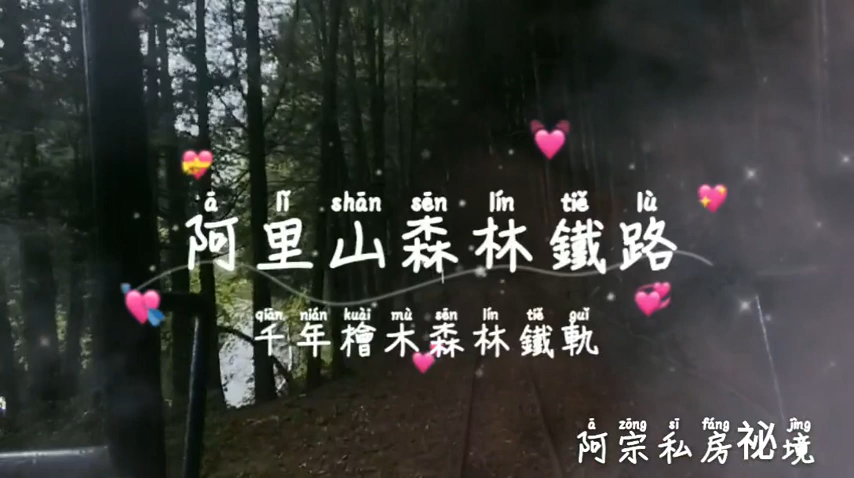 ā lǐ shān sēn lín tiě lù
阿里山森林鐵路
qiān nián kuài mù sēn lín tiě guǐ
千年檜木森林鐵軌
ā zōng sī fáng jìng
阿宗私房祕境